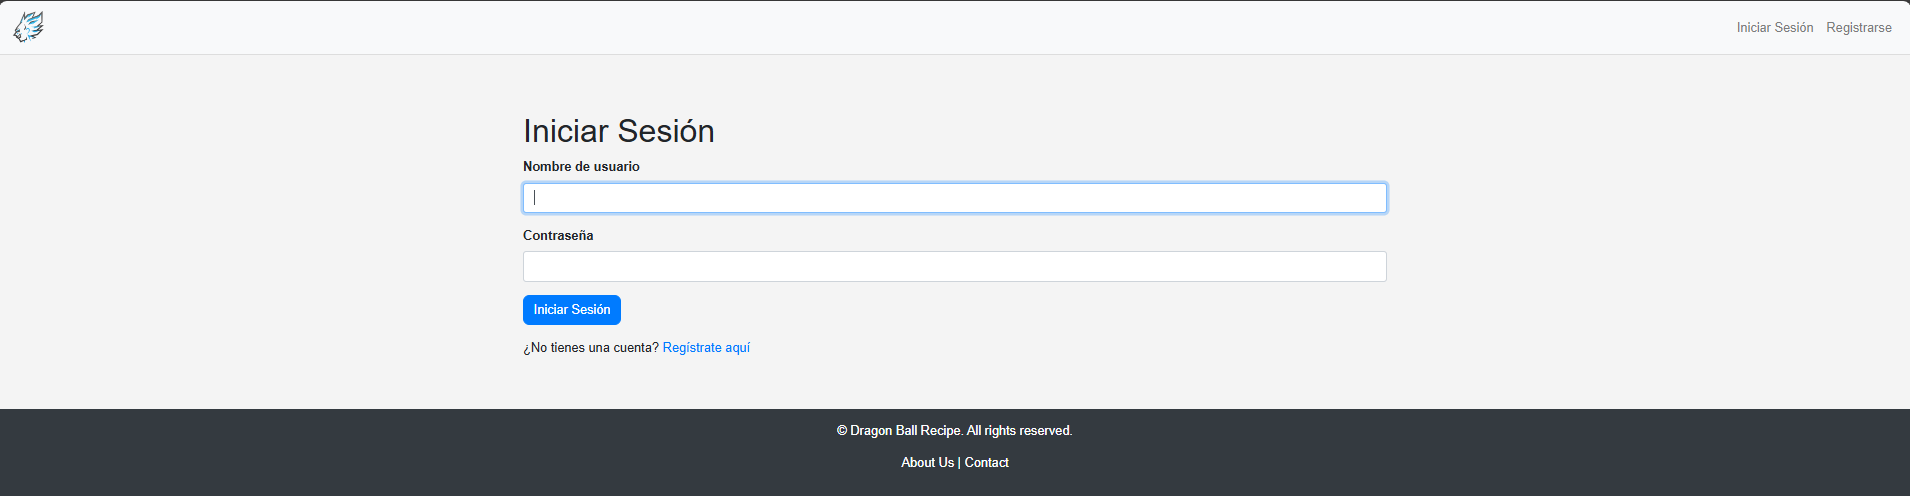 Iniciar Sesión Registrarse
Iniciar Sesión
Nombre de usuario
Contraseña
Iniciar Sesión
¿No tienes una cuenta? Regístrate aquí
© Dragon Ball Recipe. All rights reserved.
About Us | Contact